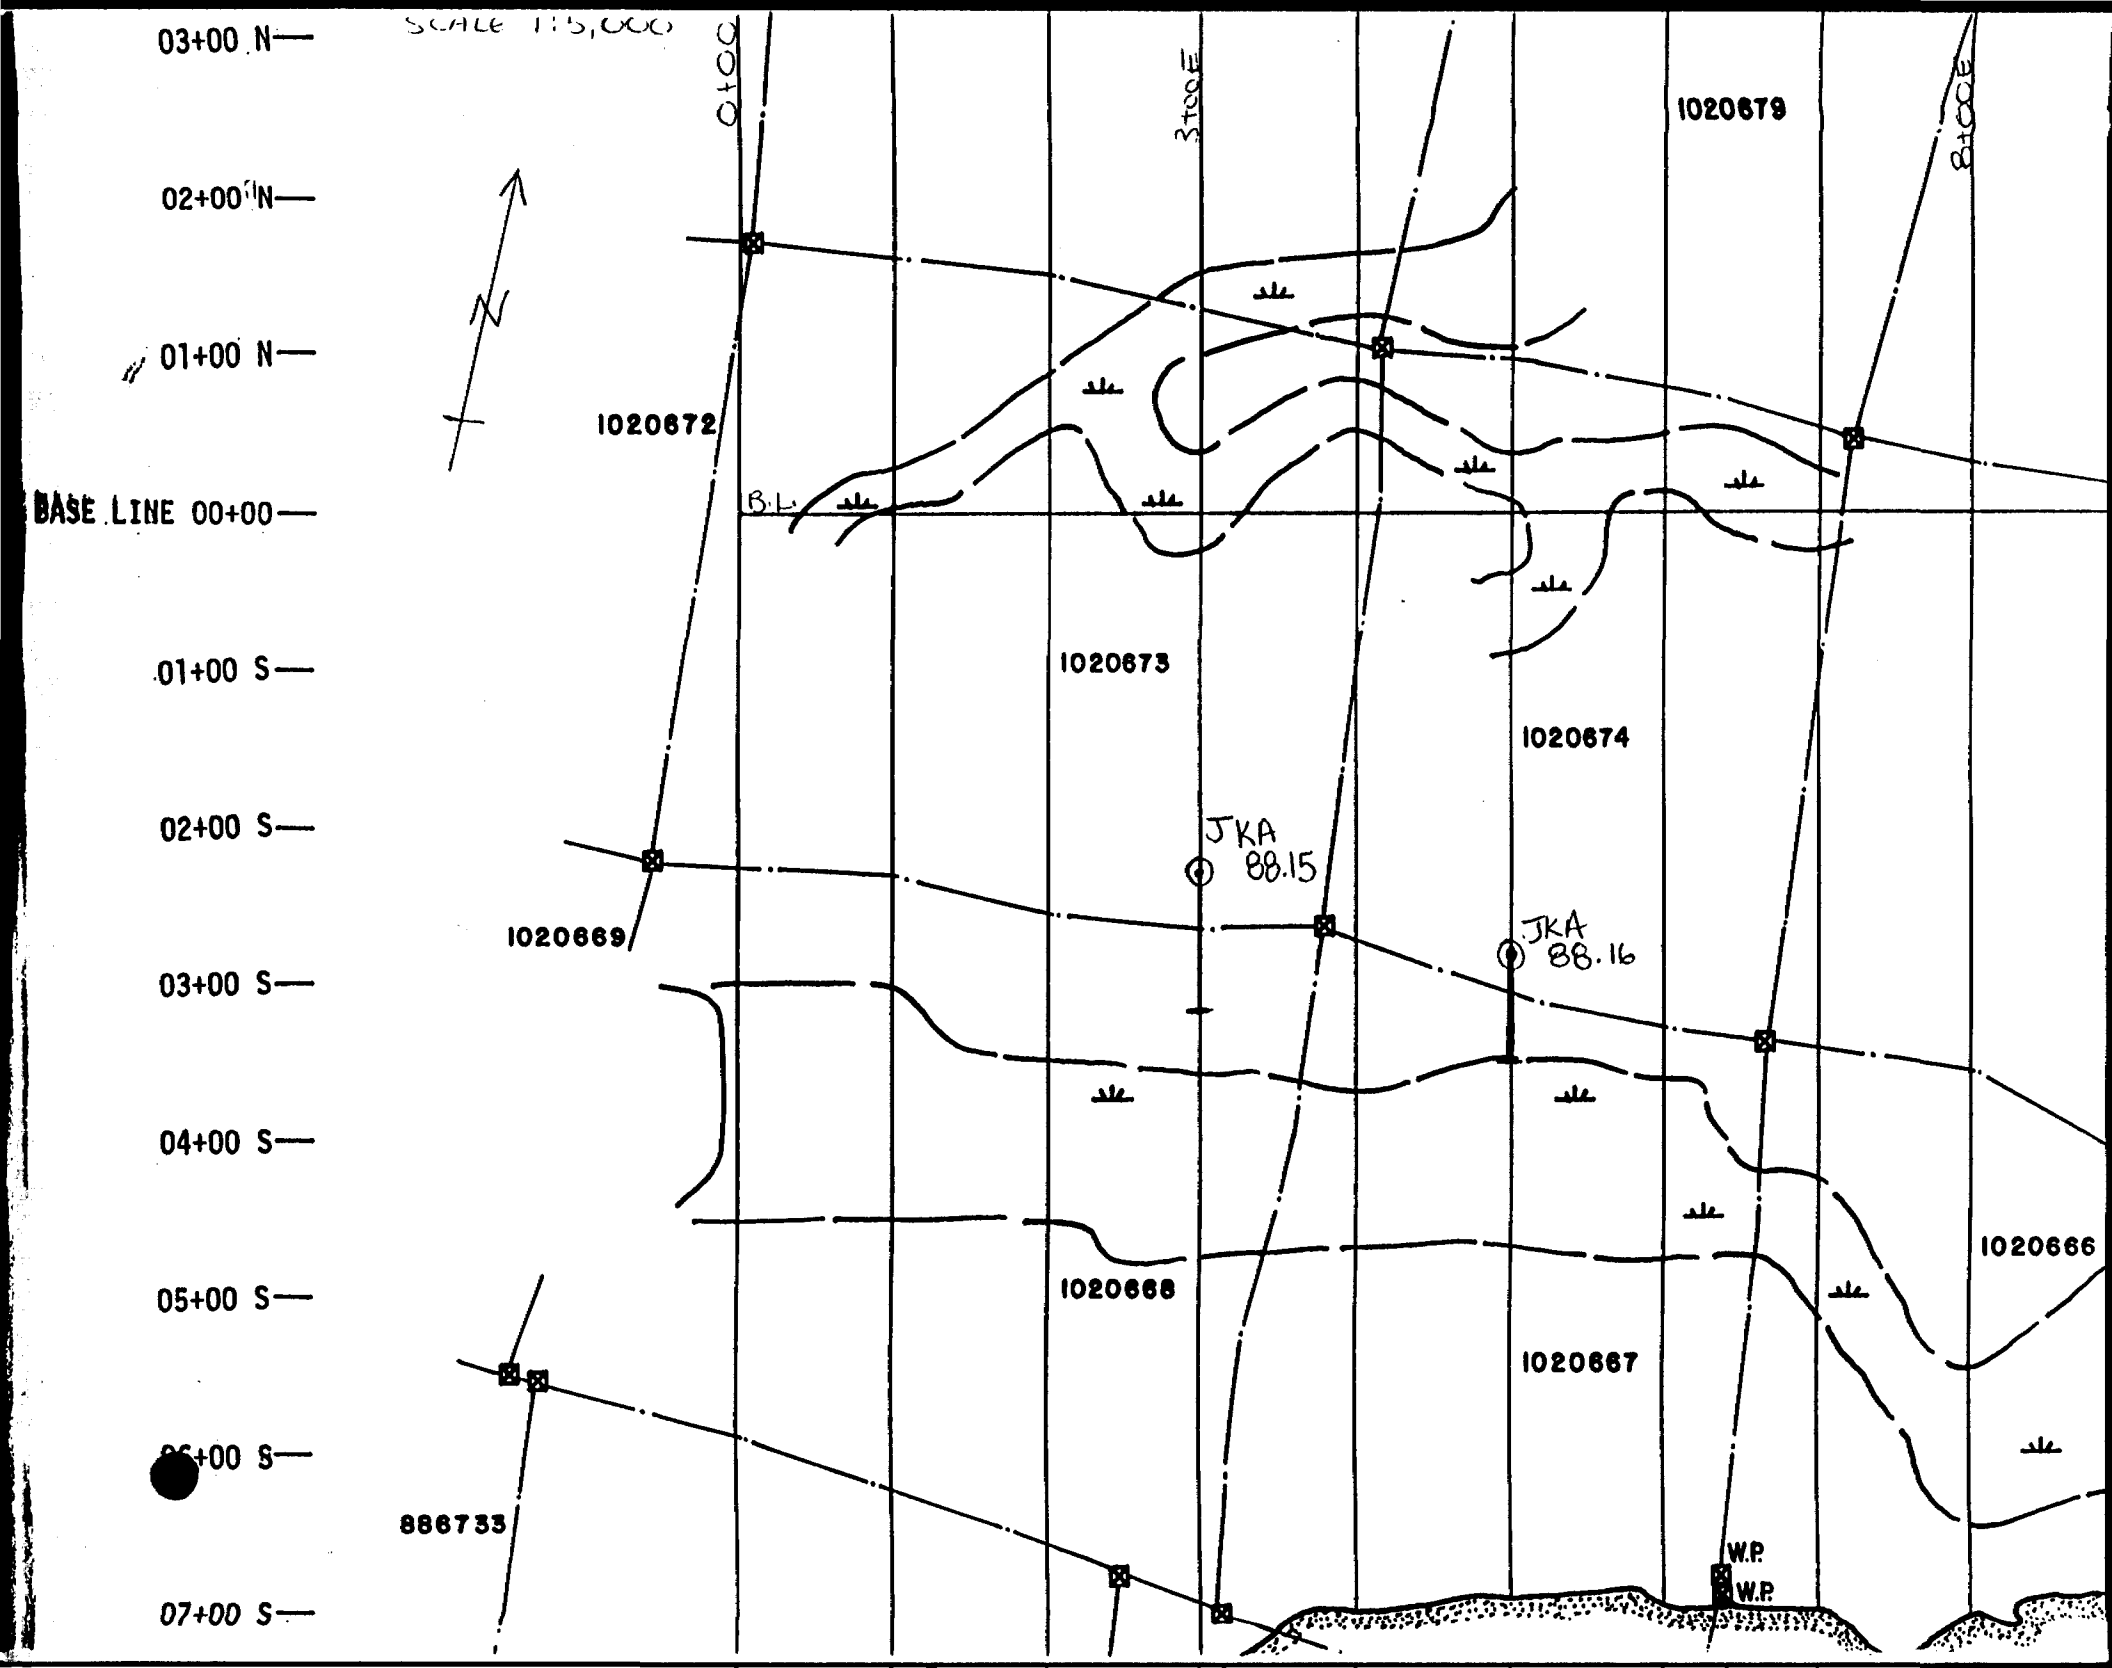 03+00 N
SCALE 1:5,000
0+00
3+00E
8+00E
1020679
02+00 N
N
01+00 N
1020672
BASE LINE 00+00
B.L.
01+00 S
1020673
1020674
02+00 S
JKA
88.15
1020669
JKA
88.16
03+00 S
04+00 S
05+00 S
1020668
1020666
1020667
06+00 S
886733
W.P.
W.P.
07+00 S